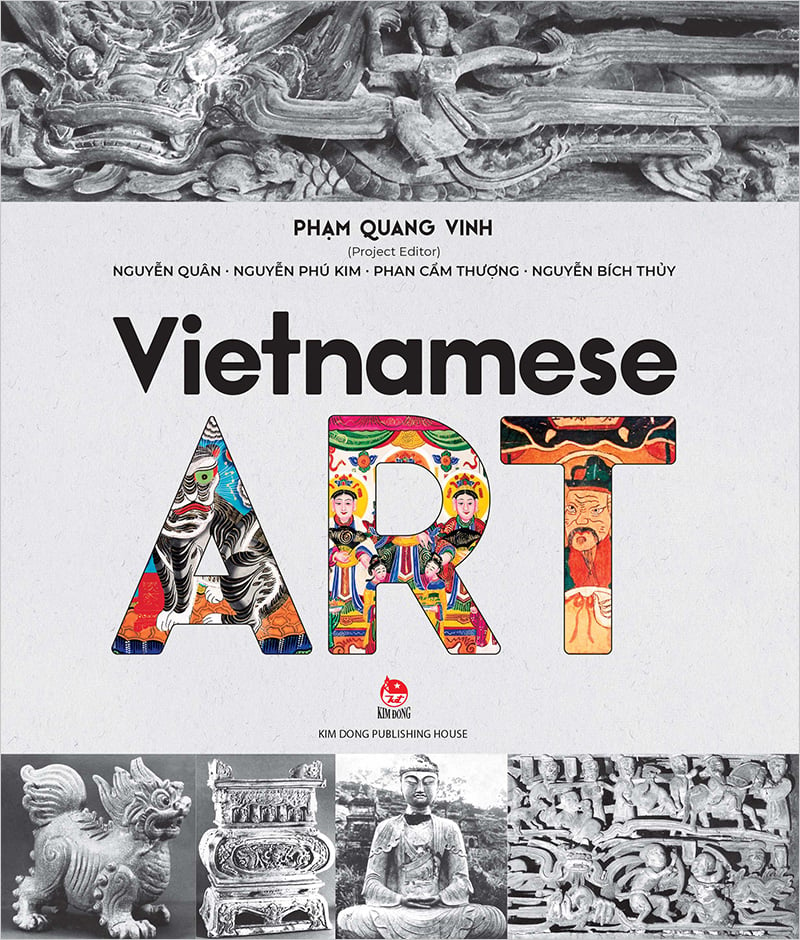 PHẠM QUANG VINH
(Project Editor)
NGUYỄN QUÂN · NGUYỄN PHÚ KIM · PHAN CẨM THƯỢNG · NGUYỄN BÍCH THỦY
Vietnamese
ART
KIM ĐỒNG
KIM DONG PUBLISHING HOUSE